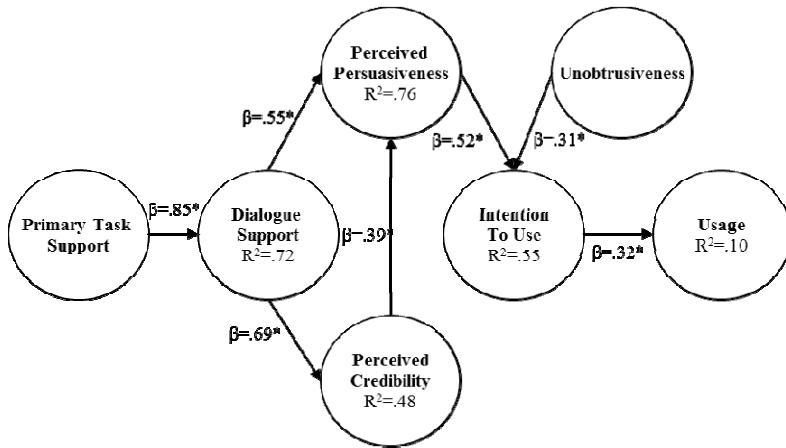 Perceived
Persuasiveness
R²=.76
Unobtrusiveness
β=.55*
β=.52*
β=.31*
Primary Task
Support
β=.85*
Dialogue
Support
R²=.72
β=.39*
Intention
To Use
R²=.55
β=.32*
Usage
R²=.10
β=.69*
Perceived
Credibility
R²=.48